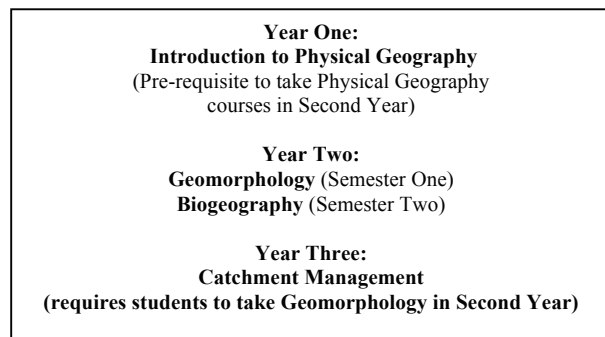 Year One:
Introduction to Physical Geography
(Pre-requisite to take Physical Geography
courses in Second Year)
Year Two:
Geomorphology (Semester One)
Biogeography (Semester Two)
Year Three:
Catchment Management
(requires students to take Geomorphology in Second Year)